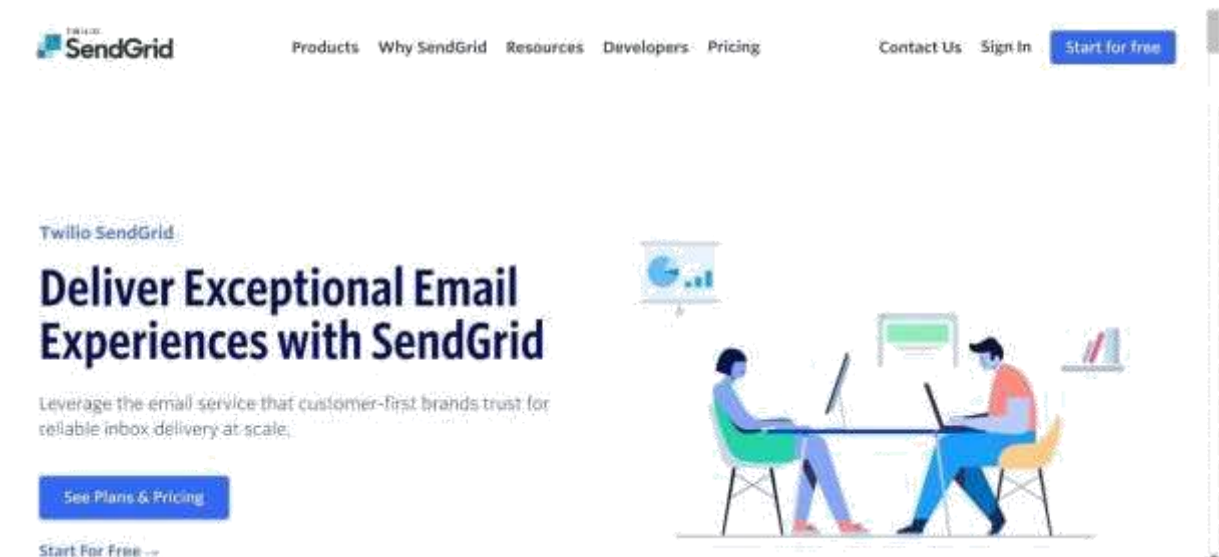 TWILIO
SendGrid
Products Why SendGrid Resources Developers Pricing
Contact Us Sign In Start for free
Twilio SendGrid
Deliver Exceptional Email
Experiences with SendGrid
Leverage the email service that customer-first brands trust for
reliable inbox delivery at scale.
See Plans & Pricing
Start For Free →